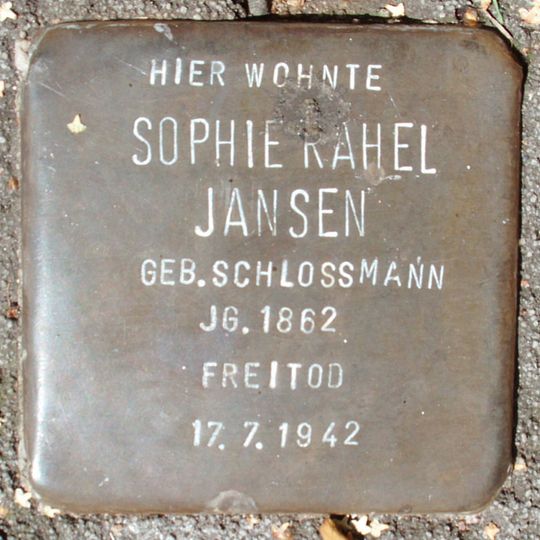 HIER WOHNTE
SOPHIE RAHEL
JANSEN
GEB. SCHLOSSMANN
JG. 1862
FREITOD
17. 7. 1942